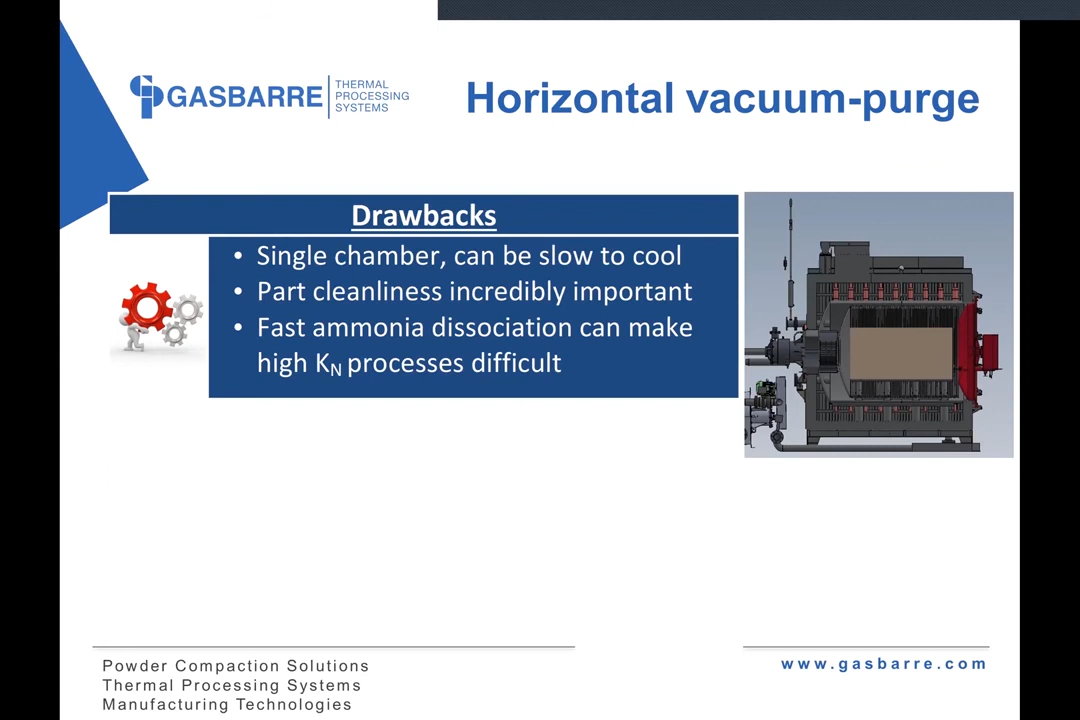 GASBARRE
THERMAL
PROCESSING
SYSTEMS
Horizontal vacuum-purge
Drawbacks
• Single chamber, can be slow to cool
• Part cleanliness incredibly important
• Fast ammonia dissociation can make
high KN processes difficult
Powder Compaction Solutions
Thermal Processing Systems
Manufacturing Technologies
www.gasbarre.com